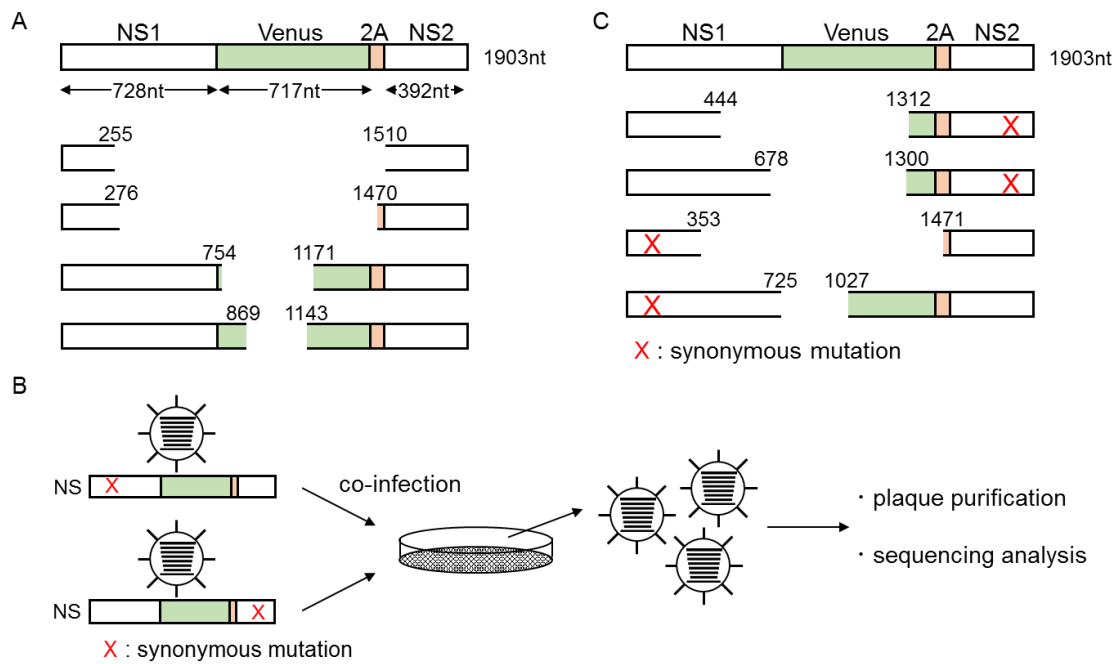 A
NS1 Venus 2A NS2
1903nt
728nt 717nt 392nt
255 1510
276 1470
754 1171
869 1143
C
NS1 Venus 2A NS2
1903nt
444 1312
X
678 1300
X
353 1471
X
725 1027
X
X : synonymous mutation
B
NS X
co-infection
NS X
X : synonymous mutation
・plaque purification
・sequencing analysis